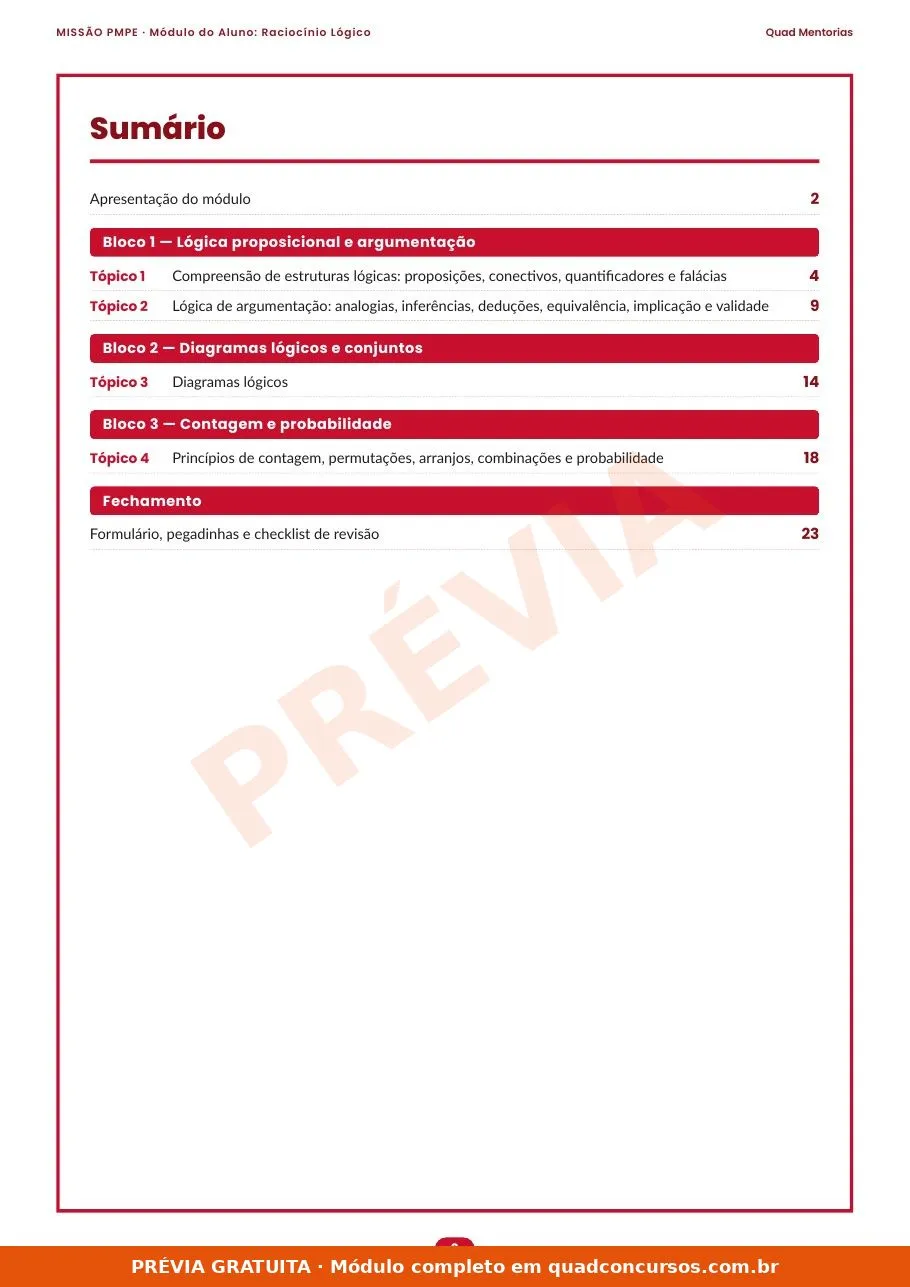 MISSÃO PMPE · Módulo do Aluno: Raciocínio Lógico Quad Mentorias
Sumário
Apresentação do módulo 2
Bloco 1 — Lógica proposicional e argumentação
Tópico 1 Compreensão de estruturas lógicas: proposições, conectivos, quantificadores e falácias 4
Tópico 2 Lógica de argumentação: analogias, inferências, deduções, equivalência, implicação e validade 9
Bloco 2 — Diagramas lógicos e conjuntos
Tópico 3 Diagramas lógicos 14
Bloco 3 — Contagem e probabilidade
Tópico 4 Princípios de contagem, permutações, arranjos, combinações e probabilidade 18
Fechamento
Formulário, pegadinhas e checklist de revisão 23
PRÉVIA
PRÉVIA GRATUITA · Módulo completo em quadconcursos.com.br